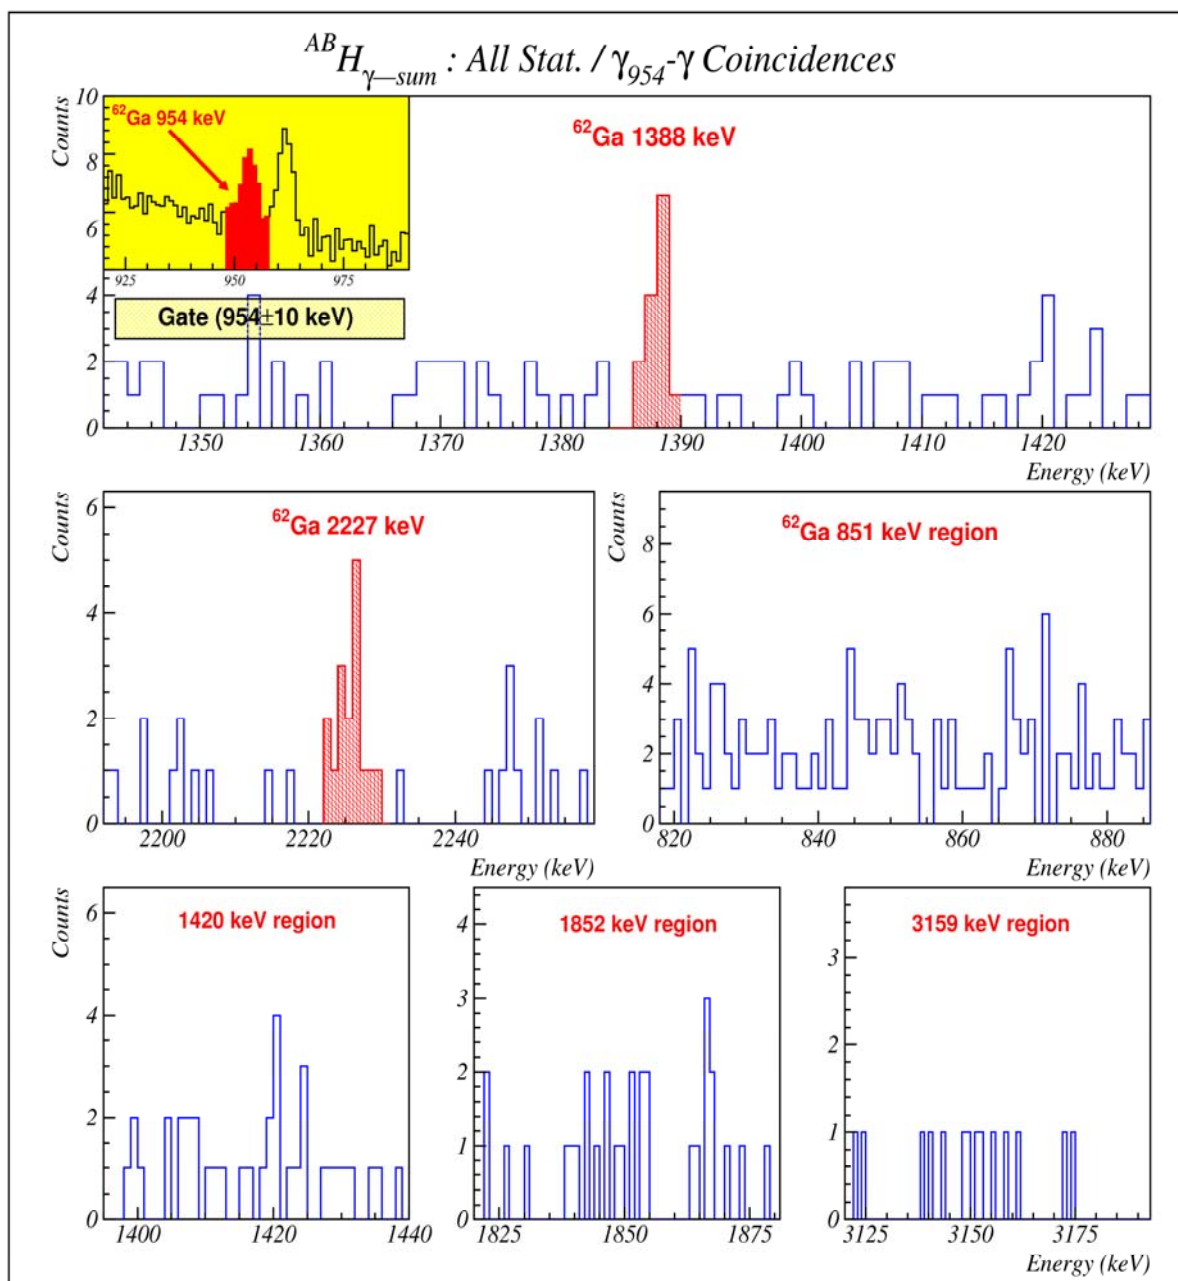 ABHγ—sum : All Stat. / γ954-γ Coincidences
Counts
10
8
6
4
2
0
62Ga 954 keV
925 950 975
Gate (954±10 keV)
62Ga 1388 keV
1350 1360 1370 1380 1390 1400 1410 1420
Energy (keV)
Counts
6
4
2
0
62Ga 2227 keV
2200 2220 2240
Energy (keV)
Counts
8
6
4
2
0
62Ga 851 keV region
820 840 860 880
Energy (keV)
Counts
6
4
2
0
1420 keV region
1400 1420 1440
4
3
2
1
0
1852 keV region
1825 1850 1875
3
2
1
0
3159 keV region
3125 3150 3175
Energy (keV)